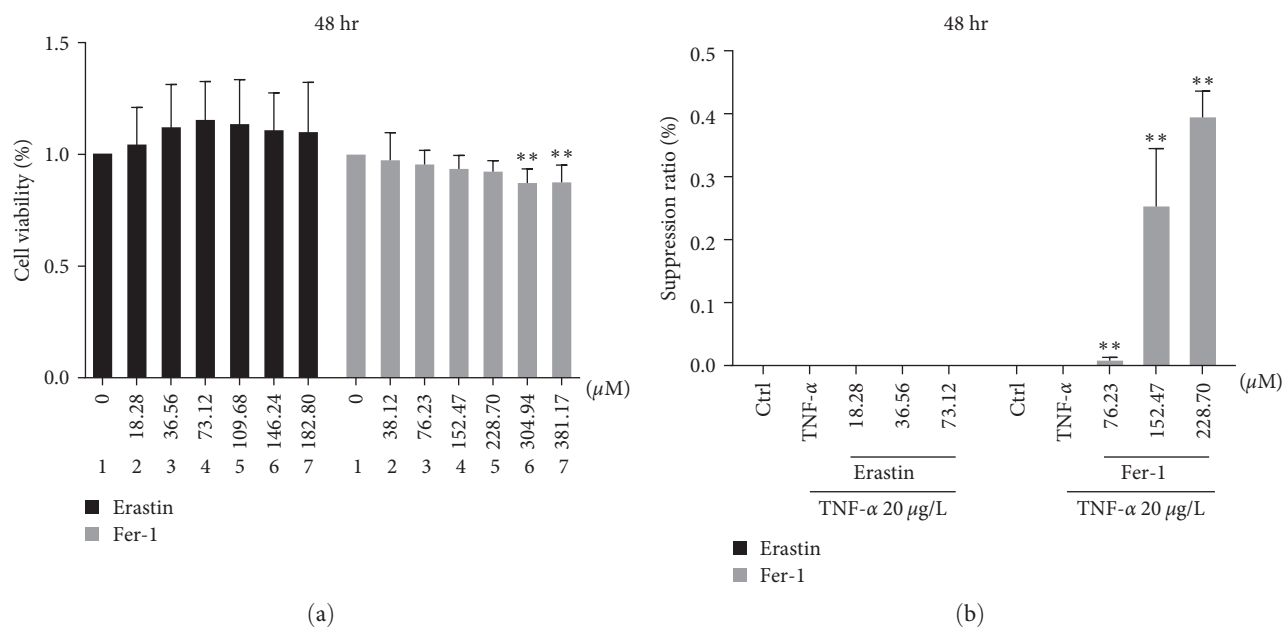 48 hr
1.5
1.0
0.5
0.0
Cell viability (%)
** **
0 18.28 36.56 73.12 109.68 146.24 182.80 0 38.12 76.23 152.47 228.70 304.94 381.17 (μM)
1 2 3 4 5 6 7 1 2 3 4 5 6 7
Erastin
Fer-1
(a)
48 hr
0.5
0.4
0.3
0.2
0.1
0.0
Suppression ratio (%)
**
**
**
Ctrl TNF-α 18.28 36.56 73.12 Ctrl TNF-α 76.23 152.47 228.70 (μM)
Erastin Fer-1
TNF-α 20 μg/L TNF-α 20 μg/L
Erastin
Fer-1
(b)